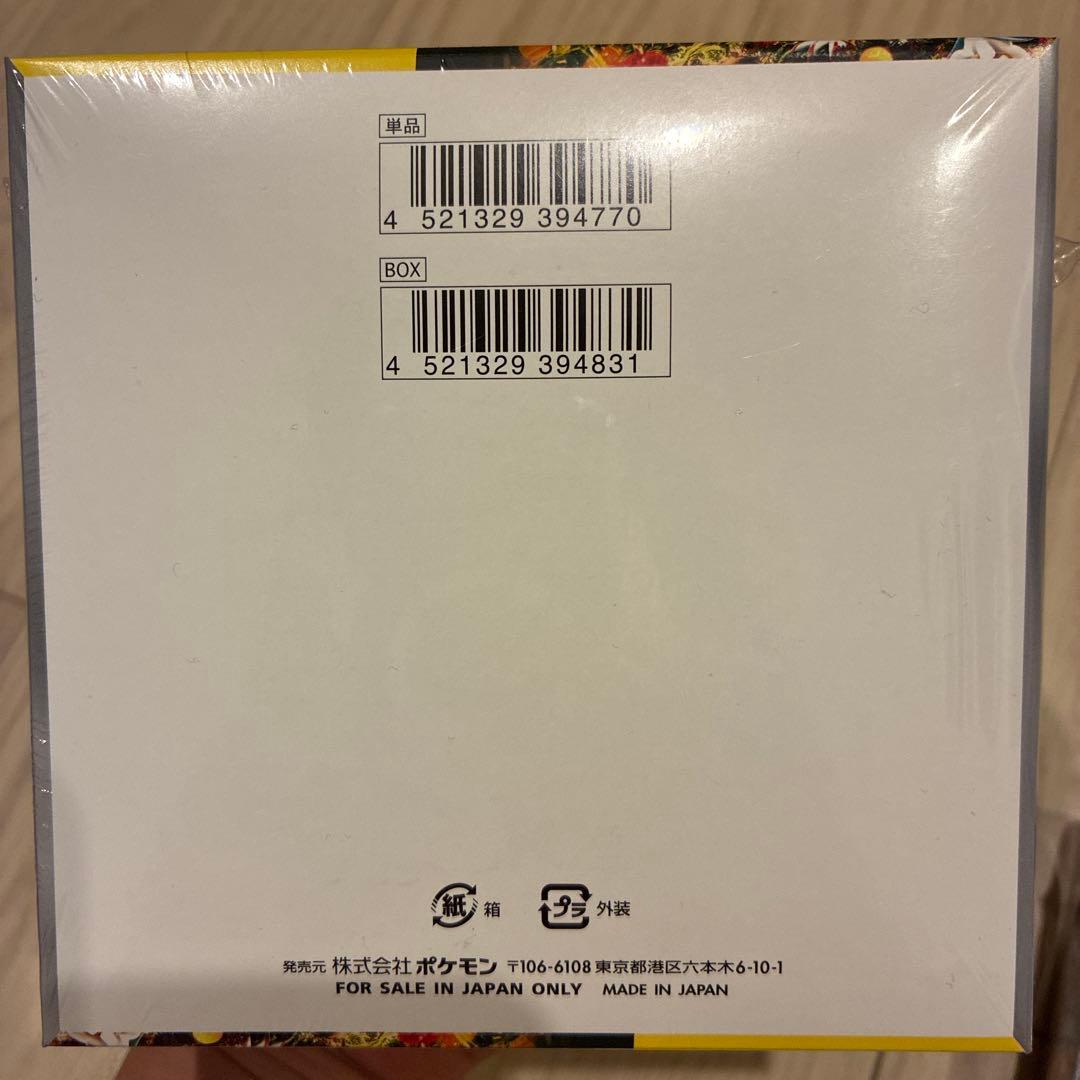 単品
4 521329 394770
BOX
4 521329 394831
紙 箱 プラ 外装
発売元 株式会社 ポケモン 〒106-6108 東京都港区六本木6-10-1
FOR SALE IN JAPAN ONLY MADE IN JAPAN